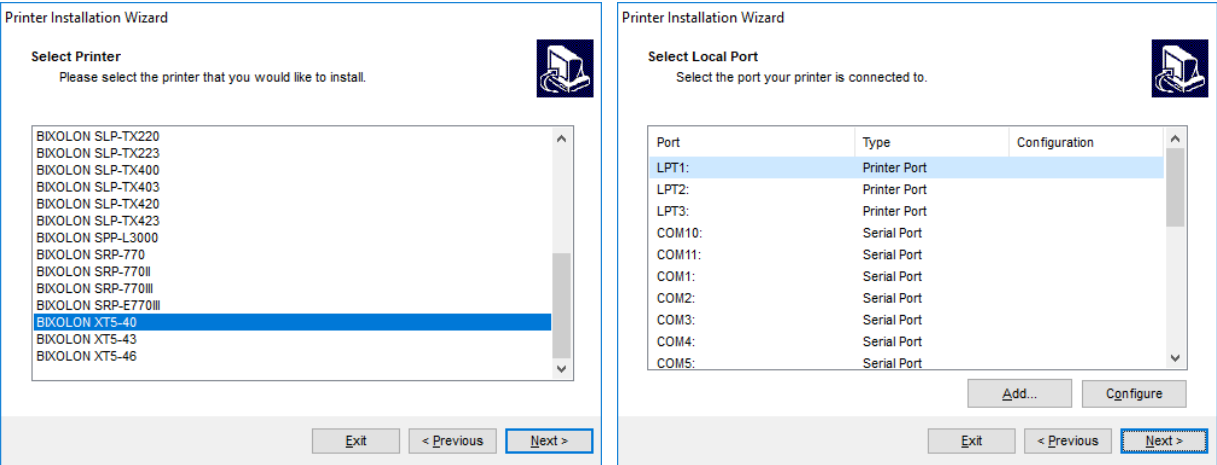 Printer Installation Wizard
Select Printer
Please select the printer that you would like to install.
BIXOLON SLP-TX220
BIXOLON SLP-TX223
BIXOLON SLP-TX400
BIXOLON SLP-TX403
BIXOLON SLP-TX420
BIXOLON SLP-TX423
BIXOLON SPP-L3000
BIXOLON SRP-770
BIXOLON SRP-770II
BIXOLON SRP-770III
BIXOLON SRP-E770III
BIXOLON XT5-40
BIXOLON XT5-43
BIXOLON XT5-46
Exit
< Previous
Next >
Printer Installation Wizard
Select Local Port
Select the port your printer is connected to.
Port Type Configuration
LPT1: Printer Port
LPT2: Printer Port
LPT3: Printer Port
COM10: Serial Port
COM11: Serial Port
COM1: Serial Port
COM2: Serial Port
COM3: Serial Port
COM4: Serial Port
COM5: Serial Port
Add... Configure
Exit
< Previous
Next >